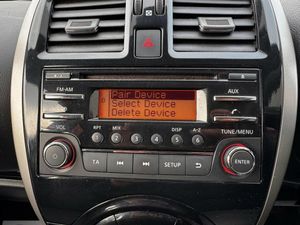 FM-AM
Pair Device
Select Device
Delete Device
AUX
VOL
RPT
MIX
DISP
A-Z
TUNE/MENU
1 2 3 4 5 6
TA
SETUP
ENTER